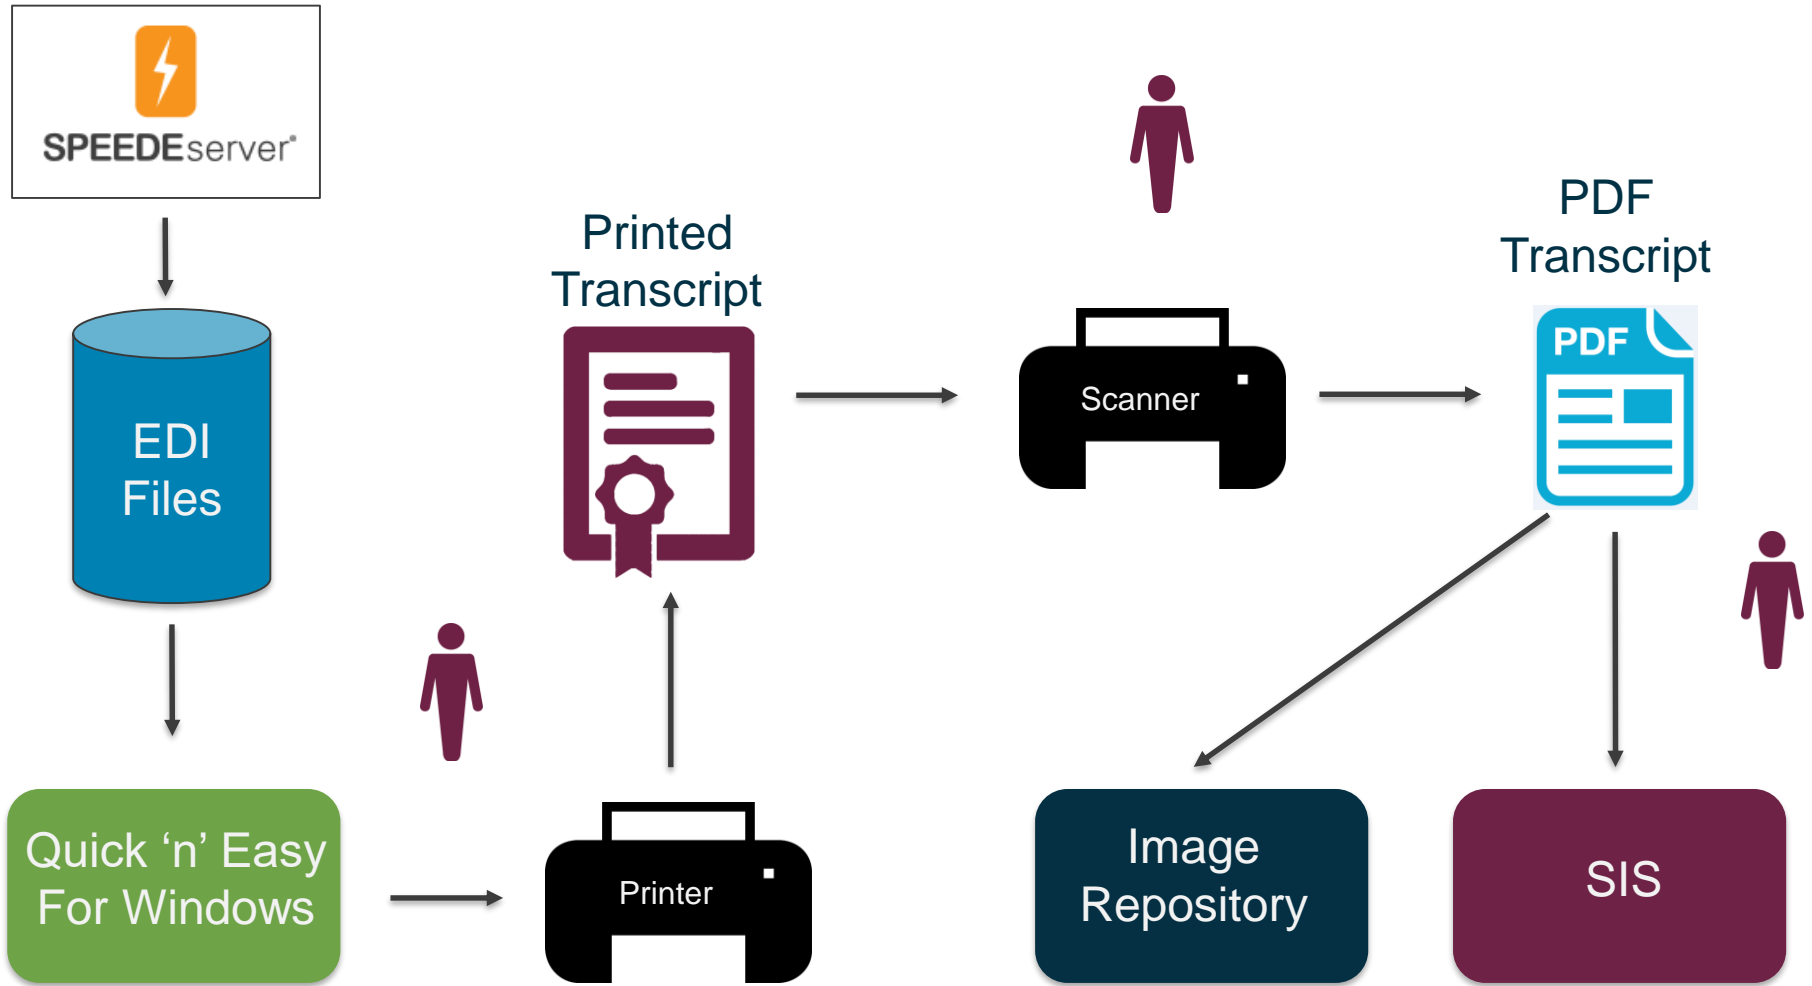 SPEEDEserver®
EDI
Files
Quick ‘n’ Easy
For Windows
Printer
Printed
Transcript
Scanner
PDF
Transcript
PDF
Image
Repository
SIS